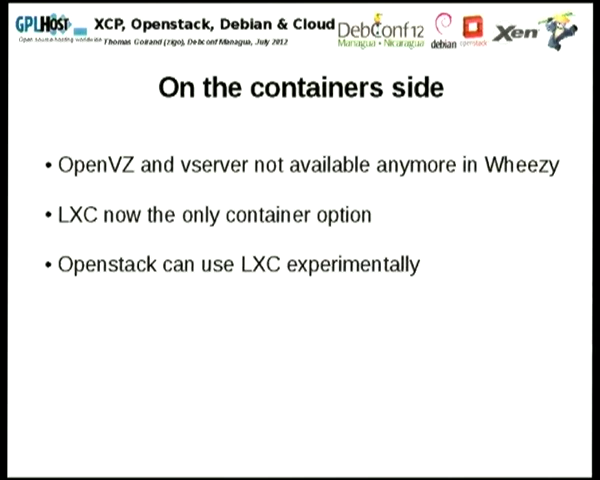 GPLHOST
XCP, Openstack, Debian & Cloud
Open source hosting worldwide
Thomas Goirand (zigo), Debconf Managua, July 2012
DebConf12
Managua • Nicaragua
debian
openstack
Xen
On the containers side
• OpenVZ and vserver not available anymore in Wheezy
• LXC now the only container option
• Openstack can use LXC experimentally